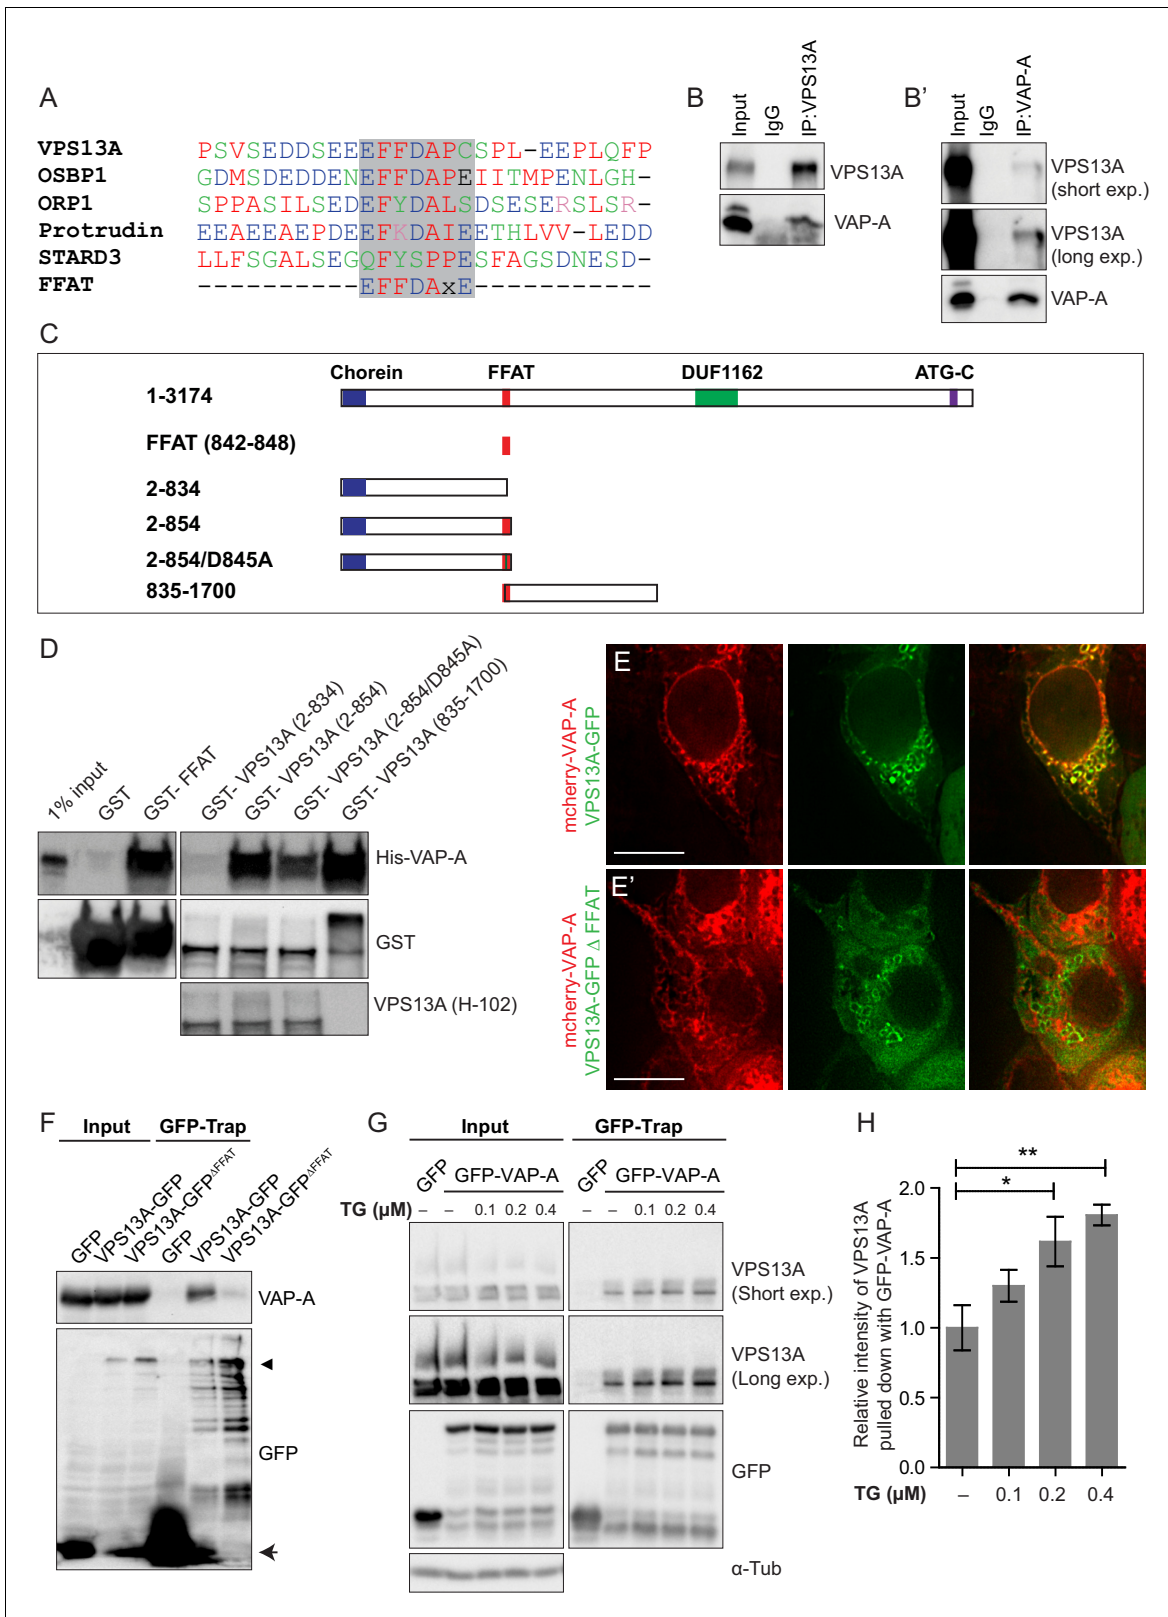 A
VPS13A PSVSEDDSEEEFFDAPCSPL-EEPLQFP
OSBP1 GDMSDEDDENEFFDAPEIITMPENLGH-
ORP1 SPPASILSEDEFYDALSDSESERSLSR-
Protrudin EEAEEAEPDEEFKDAIEETHLVV-LEDD
STARD3 LLFSGALSEGQFYSPPESFAGSDNESD-
FFAT -----------EFFDAxE----------
B
Input
IgG
IP:VPS13A
VPS13A
VAP-A
B'
Input
IgG
IP:VAP-A
VPS13A
(short exp.)
VPS13A
(long exp.)
VAP-A
C
Chorein FFAT DUF1162 ATG-C
1-3174
FFAT (842-848)
2-834
2-854
2-854/D845A
835-1700
D
1% input
GST
GST- FFAT
GST- VPS13A (2-834)
GST- VPS13A (2-854)
GST- VPS13A (2-854/D845A)
GST- VPS13A (835-1700)
His-VAP-A
GST
VPS13A (H-102)
E
mcherry-VAP-A
VPS13A-GFP
E'
mcherry-VAP-A
VPS13A-GFP Δ FFAT
F
Input GFP-Trap
GFP
VPS13A-GFP
VPS13A-GFPΔFFAT
GFP
VPS13A-GFP
VPS13A-GFPΔFFAT
VAP-A
GFP
G
Input GFP-Trap
GFP GFP-VAP-A GFP GFP-VAP-A
TG (µM) – – 0.1 0.2 0.4 – – 0.1 0.2 0.4
VPS13A
(Short exp.)
VPS13A
(Long exp.)
GFP
α-Tub
H
Relative intensity of VPS13A
pulled down with GFP-VAP-A
**
*
2.0
1.5
1.0
0.5
0.0
TG (µM) – 0.1 0.2 0.4